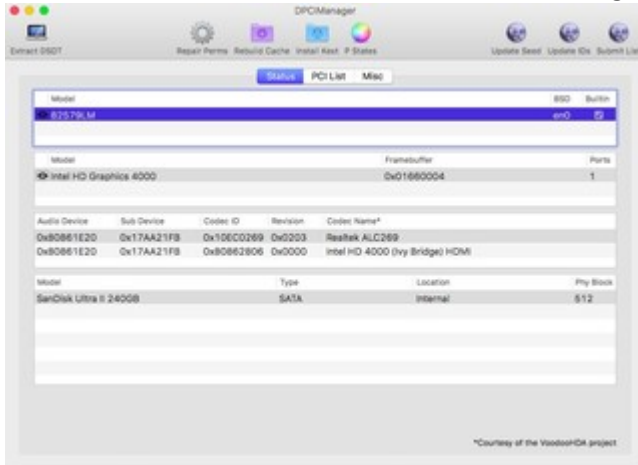 DPCIManager
Extract DSDT Repair Perms Rebuild Cache Install Kext P States Update Seed Update IDs Submit
Status PCI List Misc
Model BSD Builtin
82579LM en0
Model Framebuffer Ports
Intel HD Graphics 4000 0x01660004 1
Audio Device Sub Device Codec ID Revision Codec Name*
0x80861E20 0x17AA21FB 0x10EC0269 0x0203 Realtek ALC269
0x80861E20 0x17AA21FB 0x80862806 0x0000 Intel HD 4000 (Ivy Bridge) HDMI
Model Type Location Phy Block
SanDisk Ultra II 240GB SATA Internal 512
*Courtesy of the VoodooHDA project